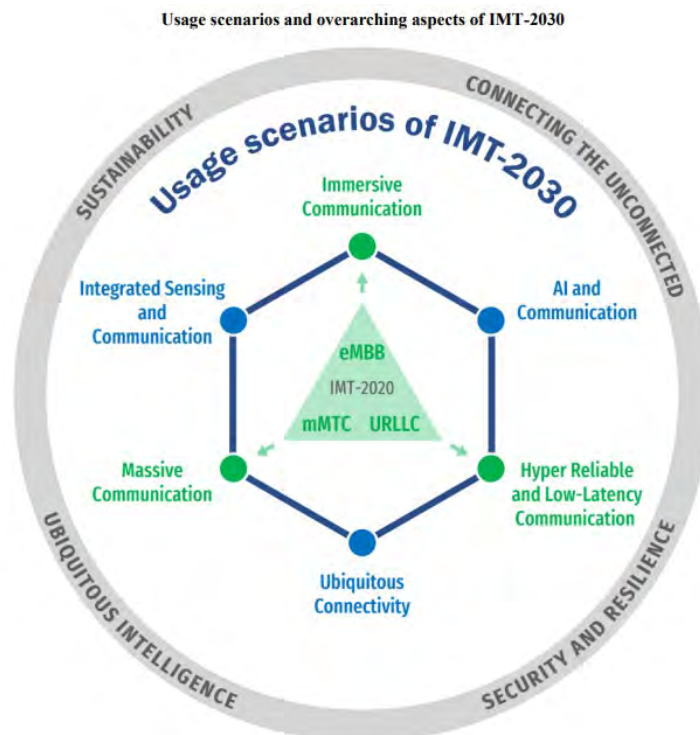 Usage scenarios and overarching aspects of IMT-2030
SUSTAINABILITY
CONNECTING THE UNCONNECTED
Usage scenarios of IMT-2030
Immersive
Communication
Integrated Sensing
and
Communication
AI and
Communication
eMBB
IMT-2020
mMTC URLLC
Massive
Communication
Hyper Reliable
and Low-Latency
Communication
Ubiquitous
Connectivity
UBIQUITOUS INTELLIGENCE
SECURITY AND RESILIENCE